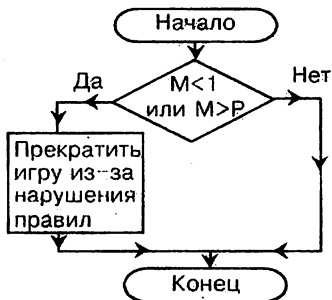 Начало
Да
Нет
M<1
или M>P
Прекратить
игру из-за
нарушения
правил
Конец